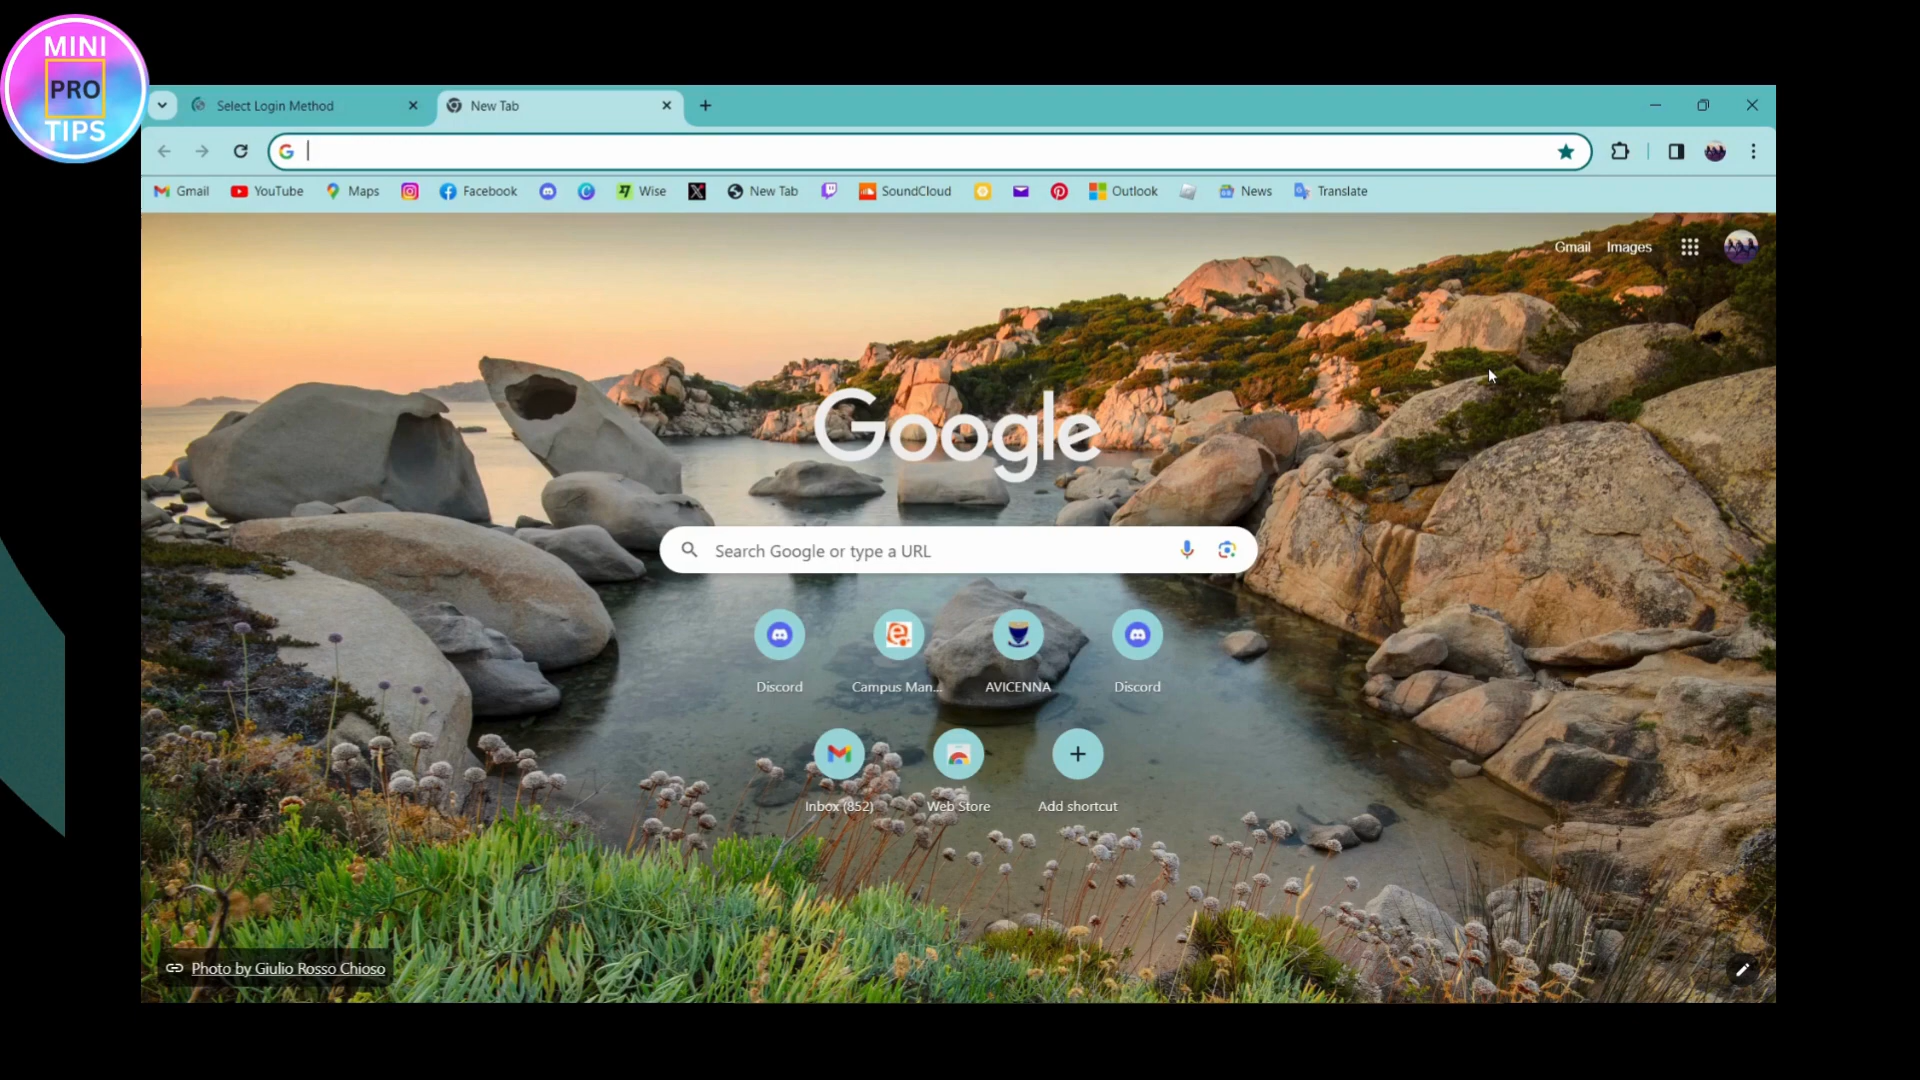 MINI
PRO
TIPS
Select Login Method
New Tab
Gmail YouTube Maps Facebook Wise New Tab SoundCloud Outlook News Translate
Gmail Images
Google
Search Google or type a URL
Discord Campus Man... AVICENNA Discord
Inbox (852) Web Store Add shortcut
Photo by Giulio Rosso Chioso